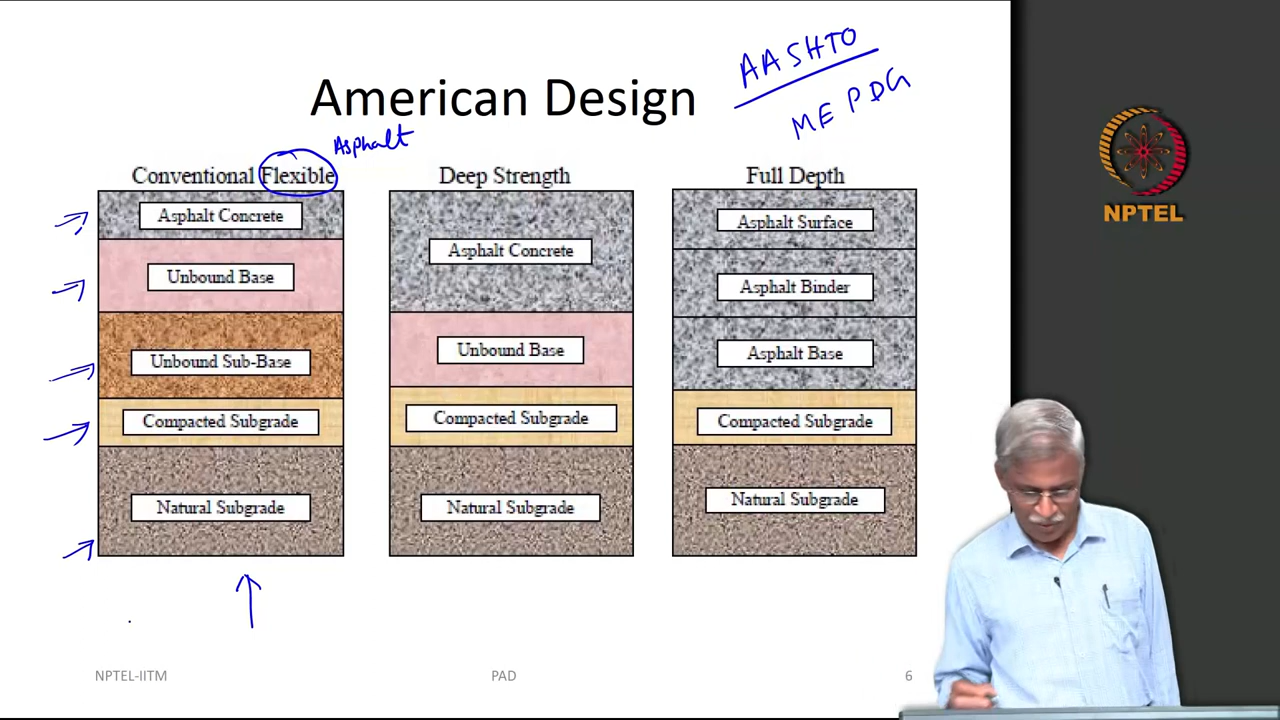 AASHTO
ME PDG
American Design
Asphalt
Conventional Flexible
Asphalt Concrete
Unbound Base
Unbound Sub-Base
Compacted Subgrade
Natural Subgrade
Deep Strength
Asphalt Concrete
Unbound Base
Compacted Subgrade
Natural Subgrade
Full Depth
Asphalt Surface
Asphalt Binder
Asphalt Base
Compacted Subgrade
Natural Subgrade
NPTEL
NPTEL-IITM
PAD
6